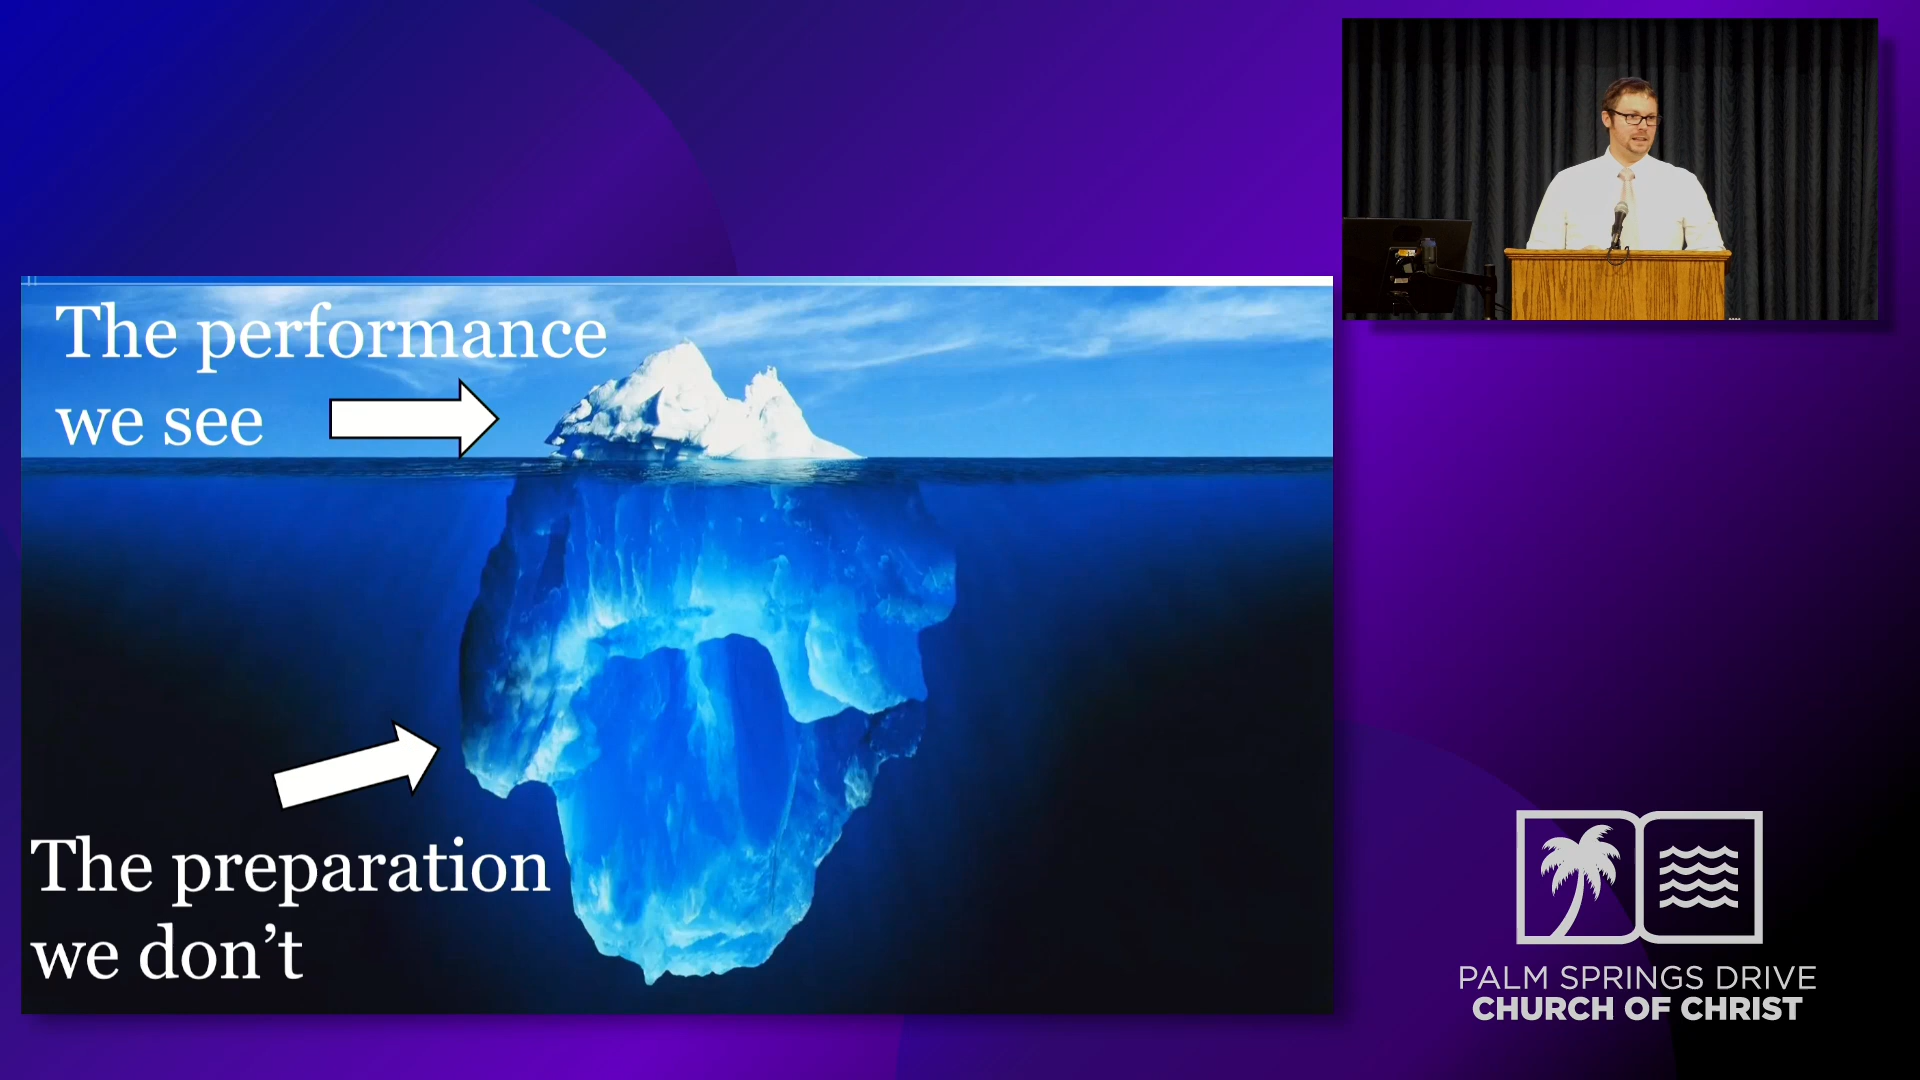 The performance
we see
The preparation
we don’t
PALM SPRINGS DRIVE
CHURCH OF CHRIST